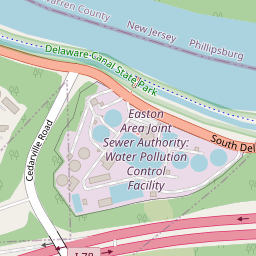 Warren County
New Jersey
Phillipsburg
Delaware Canal State Park
Easton
Area Joint
Sewer Authority:
Water Pollution
Control
Facility
South Del
Cedarville Road
I 78